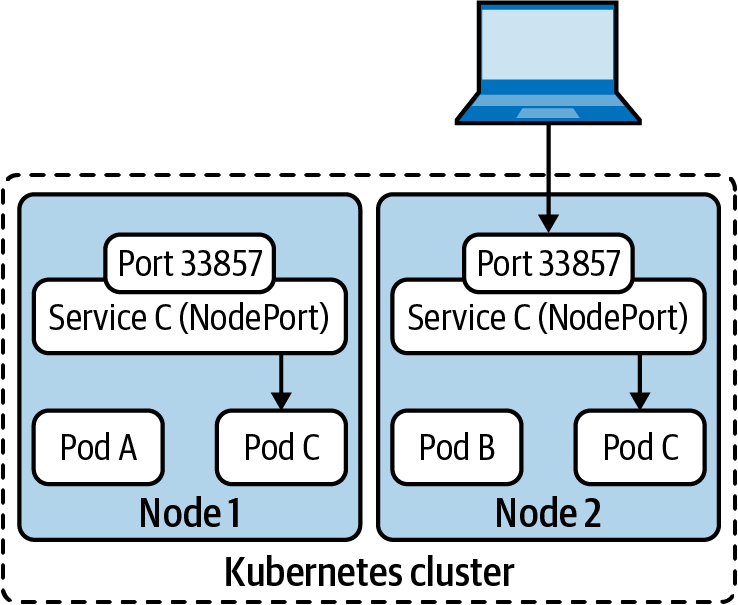 Port 33857
Service C (NodePort)
Pod A
Pod C
Node 1
Port 33857
Service C (NodePort)
Pod B
Pod C
Node 2
Kubernetes cluster